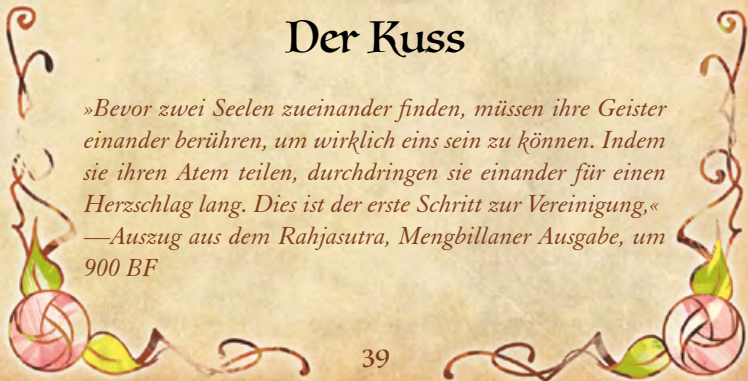 Der Kuss
»Bevor zwei Seelen zueinander finden, müssen ihre Geister
einander berühren, um wirklich eins sein zu können. Indem
sie ihren Atem teilen, durchdringen sie einander für einen
Herzschlag lang. Dies ist der erste Schritt zur Vereinigung,«
—Auszug aus dem Rahjasutra, Mengbillaner Ausgabe, um
900 BF
39